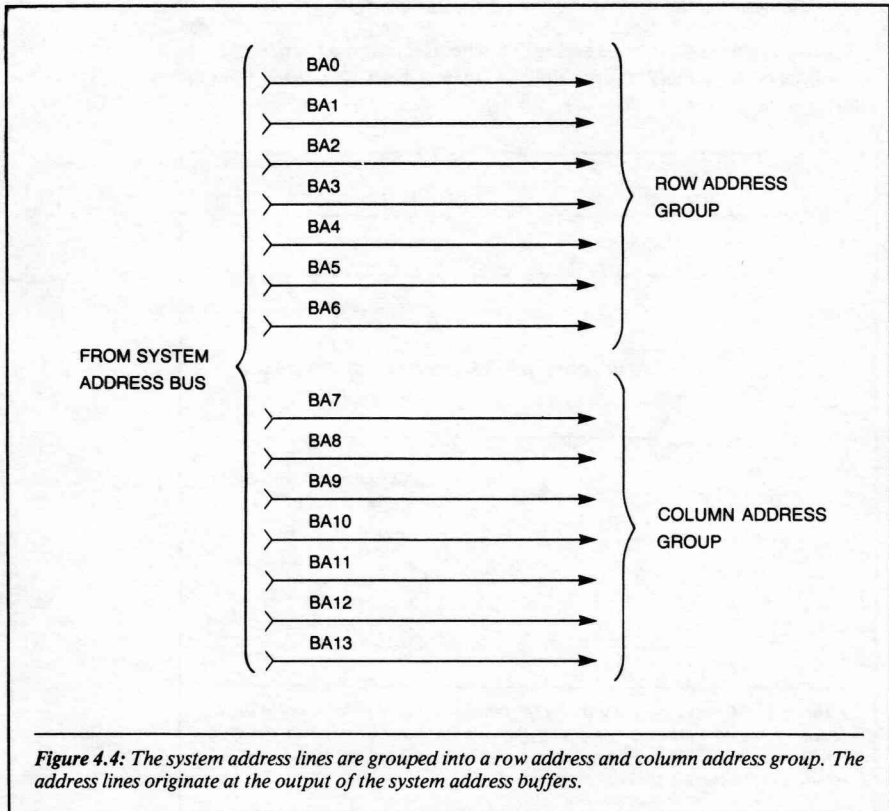 BA0
BA1
BA2
BA3
BA4
BA5
BA6
ROW ADDRESS
GROUP
FROM SYSTEM
ADDRESS BUS
BA7
BA8
BA9
BA10
BA11
BA12
BA13
COLUMN ADDRESS
GROUP
Figure 4.4: The system address lines are grouped into a row address and column address group. The
address lines originate at the output of the system address buffers.